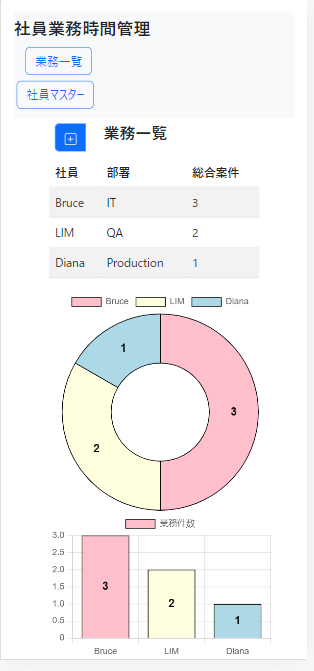 社員業務時間管理
業務一覧
社員マスター
業務一覧
社員 部署 総合案件
Bruce IT 3
LIM QA 2
Diana Production 1
Bruce LIM Diana
1
3
2
業務件数
3.0
2.5
2.0
1.5
1.0
0.5
0
3
2
1
Bruce LIM Diana